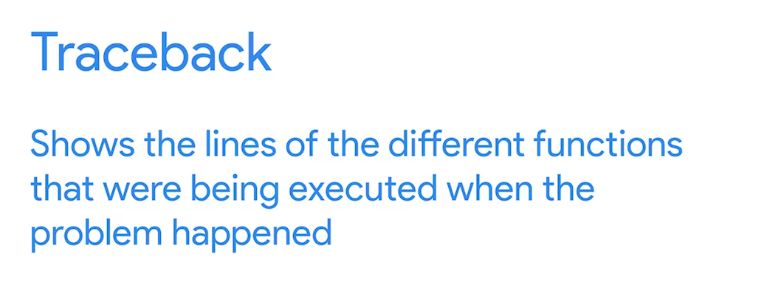 Traceback
Shows the lines of the different functions
that were being executed when the
problem happened